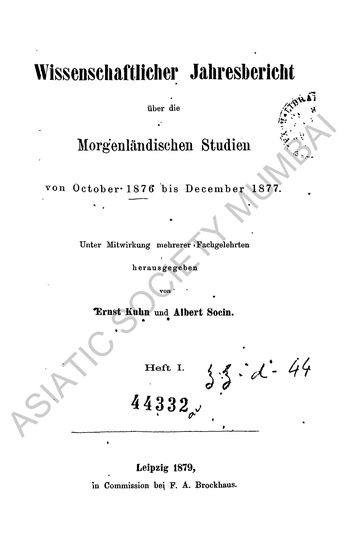 Wissenschaftlicher Jahresbericht
über die
Morgenländischen Studien
von October 1876 bis December 1877.
Unter Mitwirkung mehrerer Fachgelehrten
herausgegeben
von
Ernst Kuhn und Albert Socin.
Heft I.
44332
Leipzig 1879,
in Commission bei F. A. Brockhaus.
ASIATIC SOCIETY MUMBAI